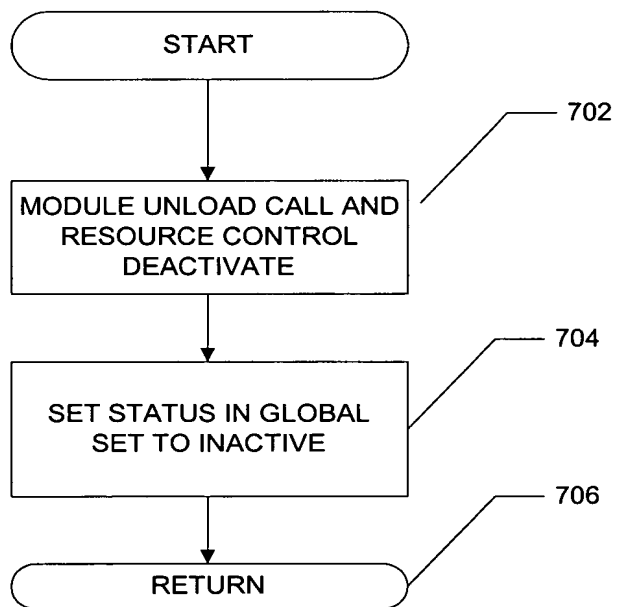 START
702
MODULE UNLOAD CALL AND
RESOURCE CONTROL
DEACTIVATE
704
SET STATUS IN GLOBAL
SET TO INACTIVE
706
RETURN